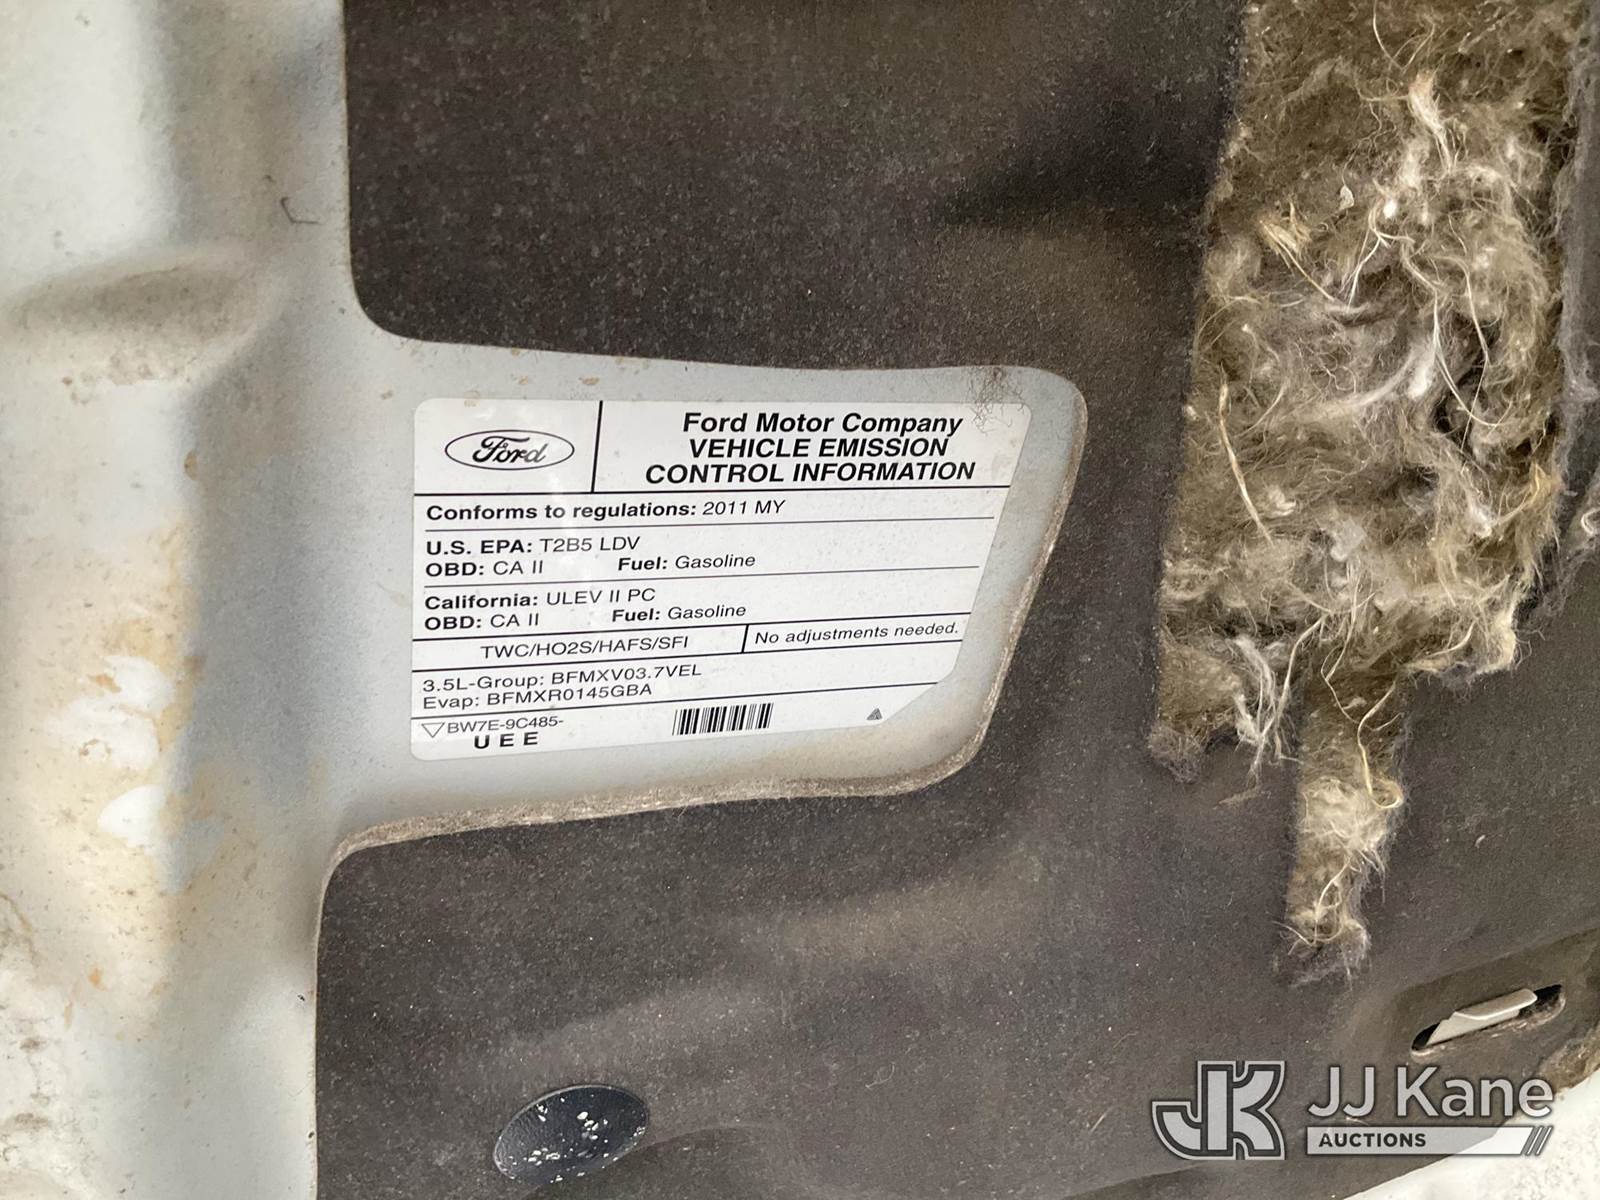 Ford
Ford Motor Company
VEHICLE EMISSION
CONTROL INFORMATION
Conforms to regulations: 2011 MY
U.S. EPA: T2B5 LDV
OBD: CA II Fuel: Gasoline
California: ULEV II PC
OBD: CA II Fuel: Gasoline
TWC/HO2S/HAFS/SFI No adjustments needed.
3.5L-Group: BFMXV03.7VEL
Evap: BFMXR0145GBA
BW7E-9C485-
U E E
JK JJ Kane
AUCTIONS